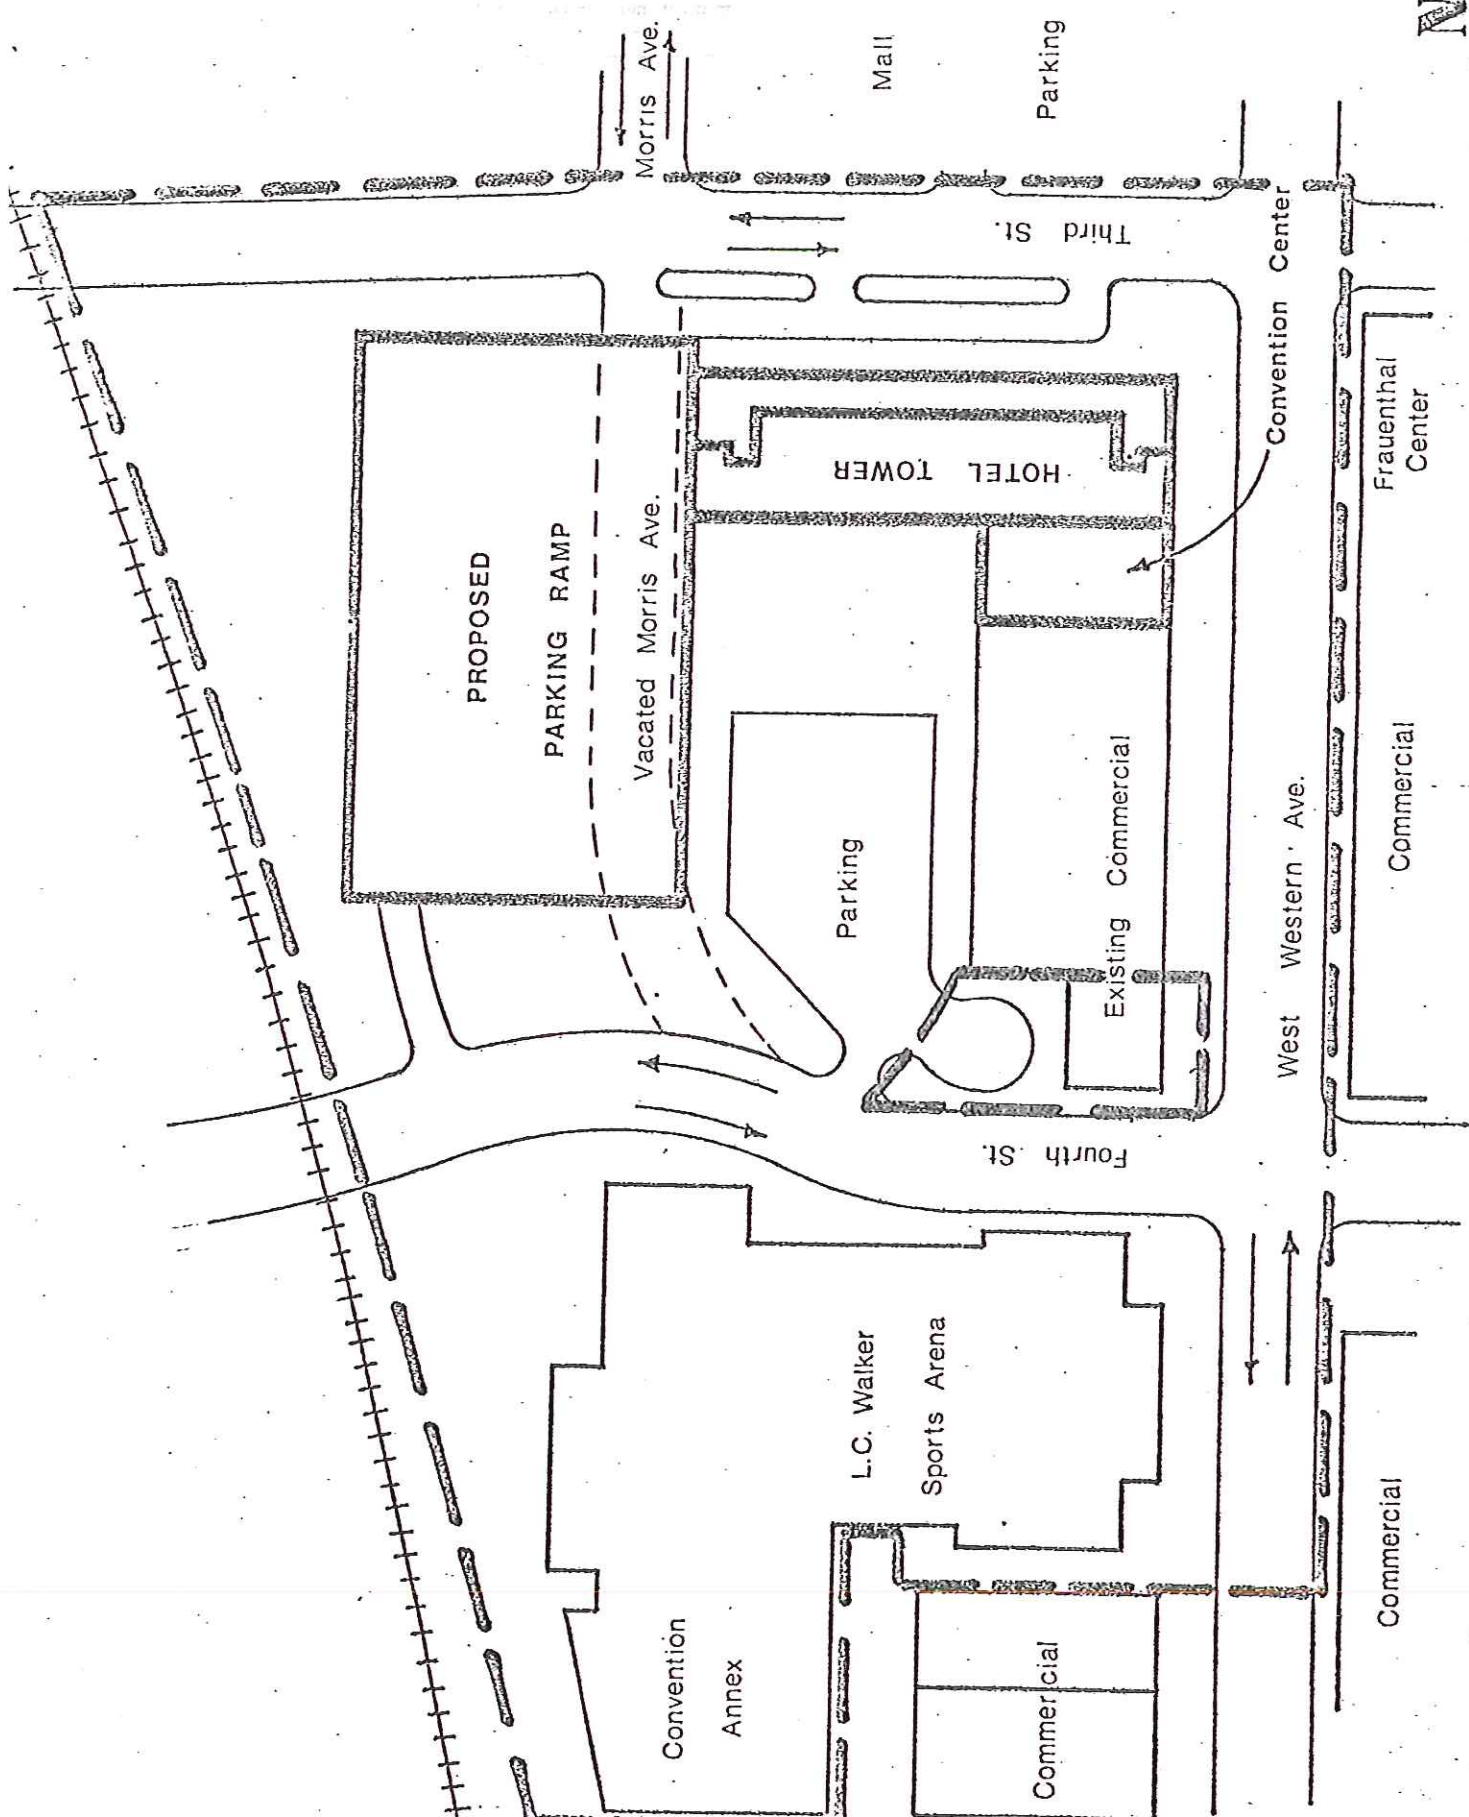 Morris Ave.
Mall
Parking
Third St.
Convention Center
Frauenthal
Center
HOTEL TOWER
PROPOSED
PARKING RAMP
Vacated Morris Ave.
Parking
Existing Commercial
West Western Ave.
Commercial
Fourth St.
L.C. Walker
Sports Arena
Convention
Annex
Commercial
Commercial
N